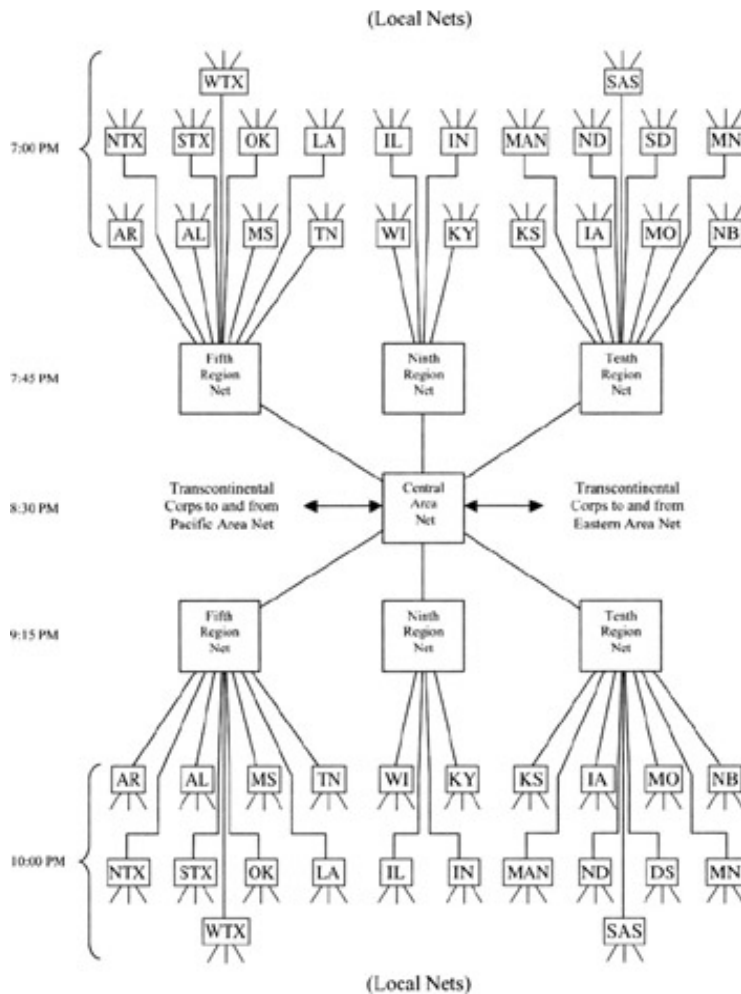 (Local Nets)
WTX SAS
7:00 PM
NTX STX OK LA IL IN MAN ND SD MN
AR AL MS TN WI KY KS IA MO NB
7:45 PM
Fifth
Region
Net
Ninth
Region
Net
Tenth
Region
Net
8:30 PM
Transcontinental
Corps to and from
Pacific Area Net
Central
Area
Net
Transcontinental
Corps to and from
Eastern Area Net
9:15 PM
Fifth
Region
Net
Ninth
Region
Net
Tenth
Region
Net
AR AL MS TN WI KY KS IA MO NB
10:00 PM
NTX STX OK LA IL IN MAN ND DS MN
WTX SAS
(Local Nets)